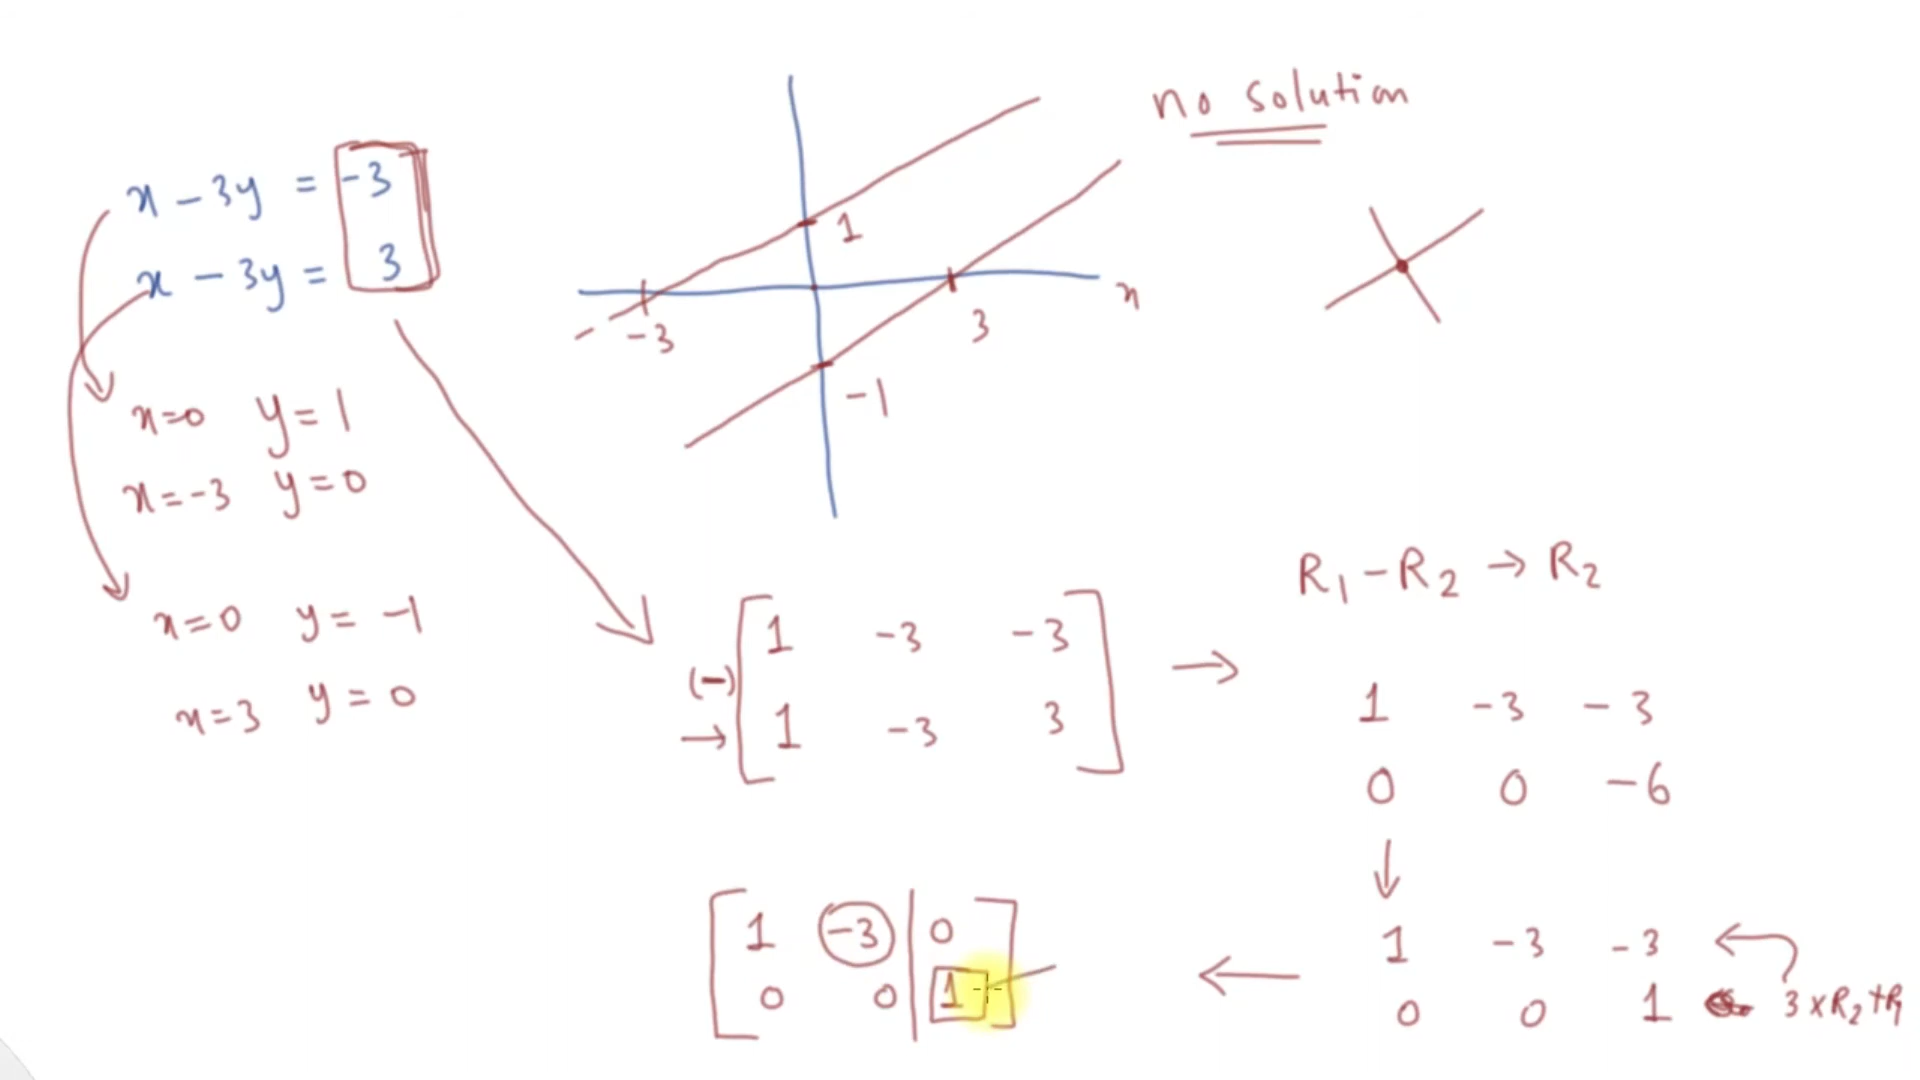 no solution
x - 3y = -3
x - 3y = 3
1
-3
3
x
-1
x=0 y=1
x=-3 y=0
x=0 y=-1
x=3 y=0
R₁ - R₂ → R₂
(-)
1 -3 -3
→ 1 -3 3
→
1 -3 -3
0 0 -6
↓
1 -3 -3
0 0 1 ← 3×R₂+R₁
←
1 -3 | 0
0 0 | 1